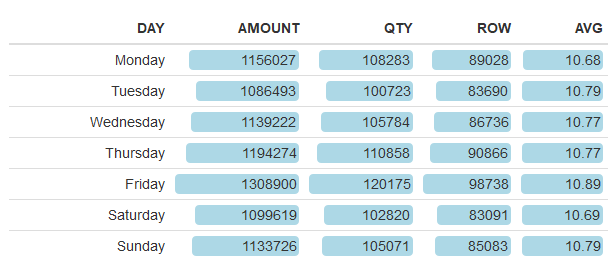 DAY AMOUNT QTY ROW AVG
Monday 1156027 108283 89028 10.68
Tuesday 1086493 100723 83690 10.79
Wednesday 1139222 105784 86736 10.77
Thursday 1194274 110858 90866 10.77
Friday 1308900 120175 98738 10.89
Saturday 1099619 102820 83091 10.69
Sunday 1133726 105071 85083 10.79